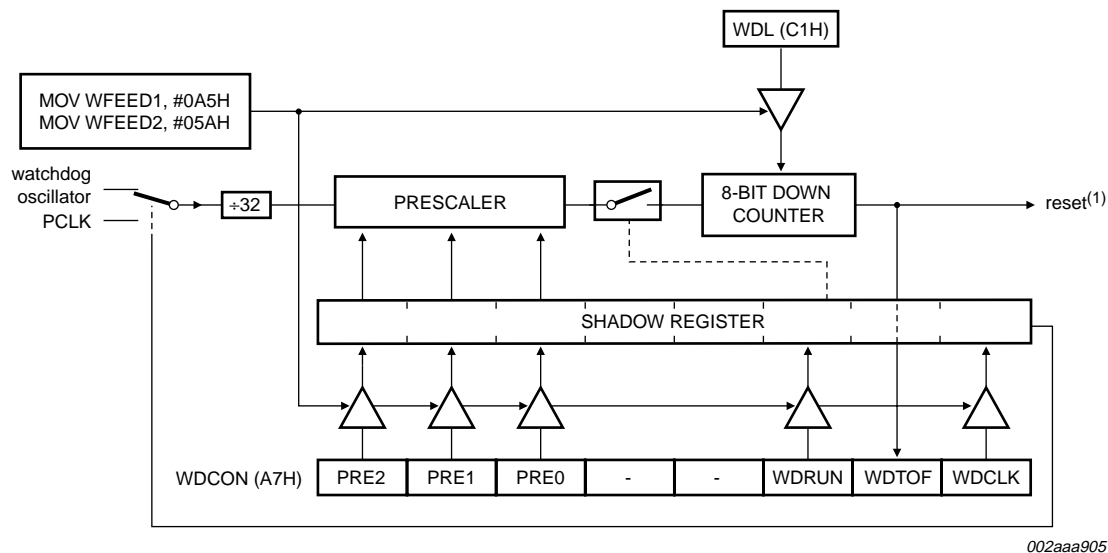 WDL (C1H)
MOV WFEED1, #0A5H
MOV WFEED2, #05AH
watchdog
oscillator
PCLK
÷32
PRESCALER
8-BIT DOWN
COUNTER
reset(1)
SHADOW REGISTER
WDCON (A7H)
PRE2
PRE1
PRE0
-
-
WDRUN
WDTOF
WDCLK
002aaa905